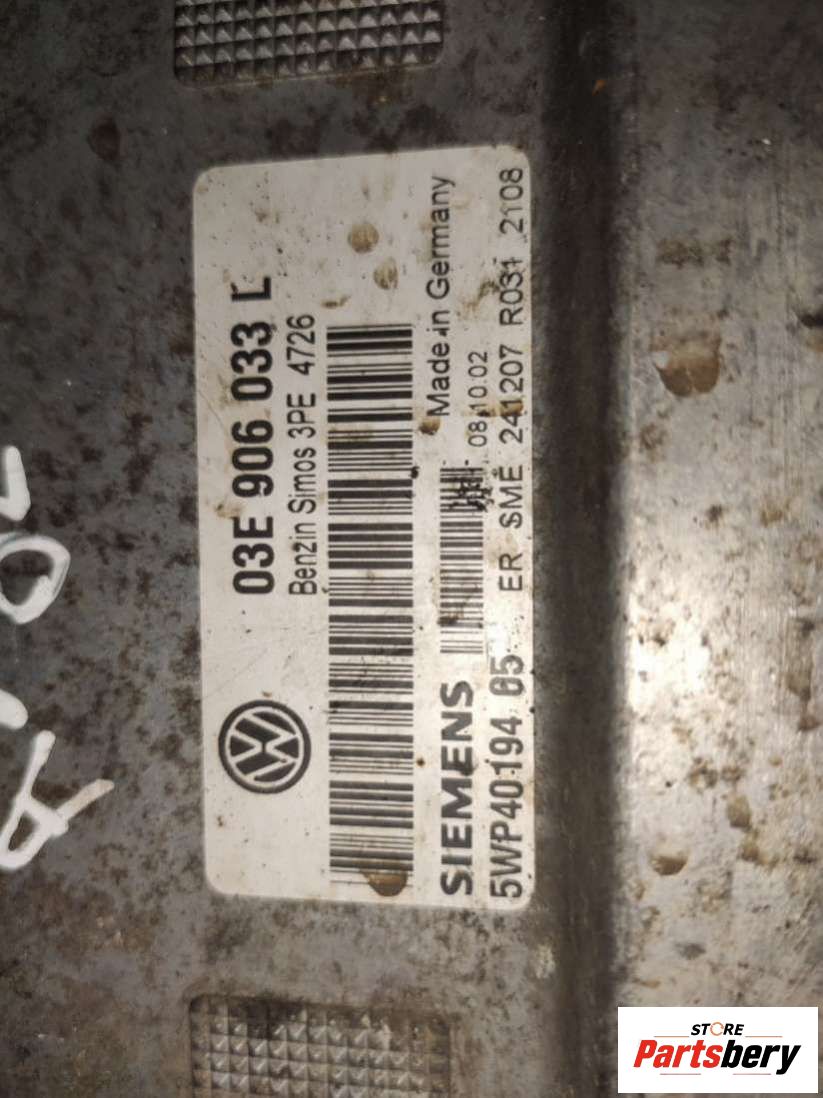 03E 906 033 L
Benzin Simos 3PE 4726
Made in Germany
SIEMENS
08.10.02
5WP40194 05
ER SME 241207 R031 2108
STORE
Partsbery